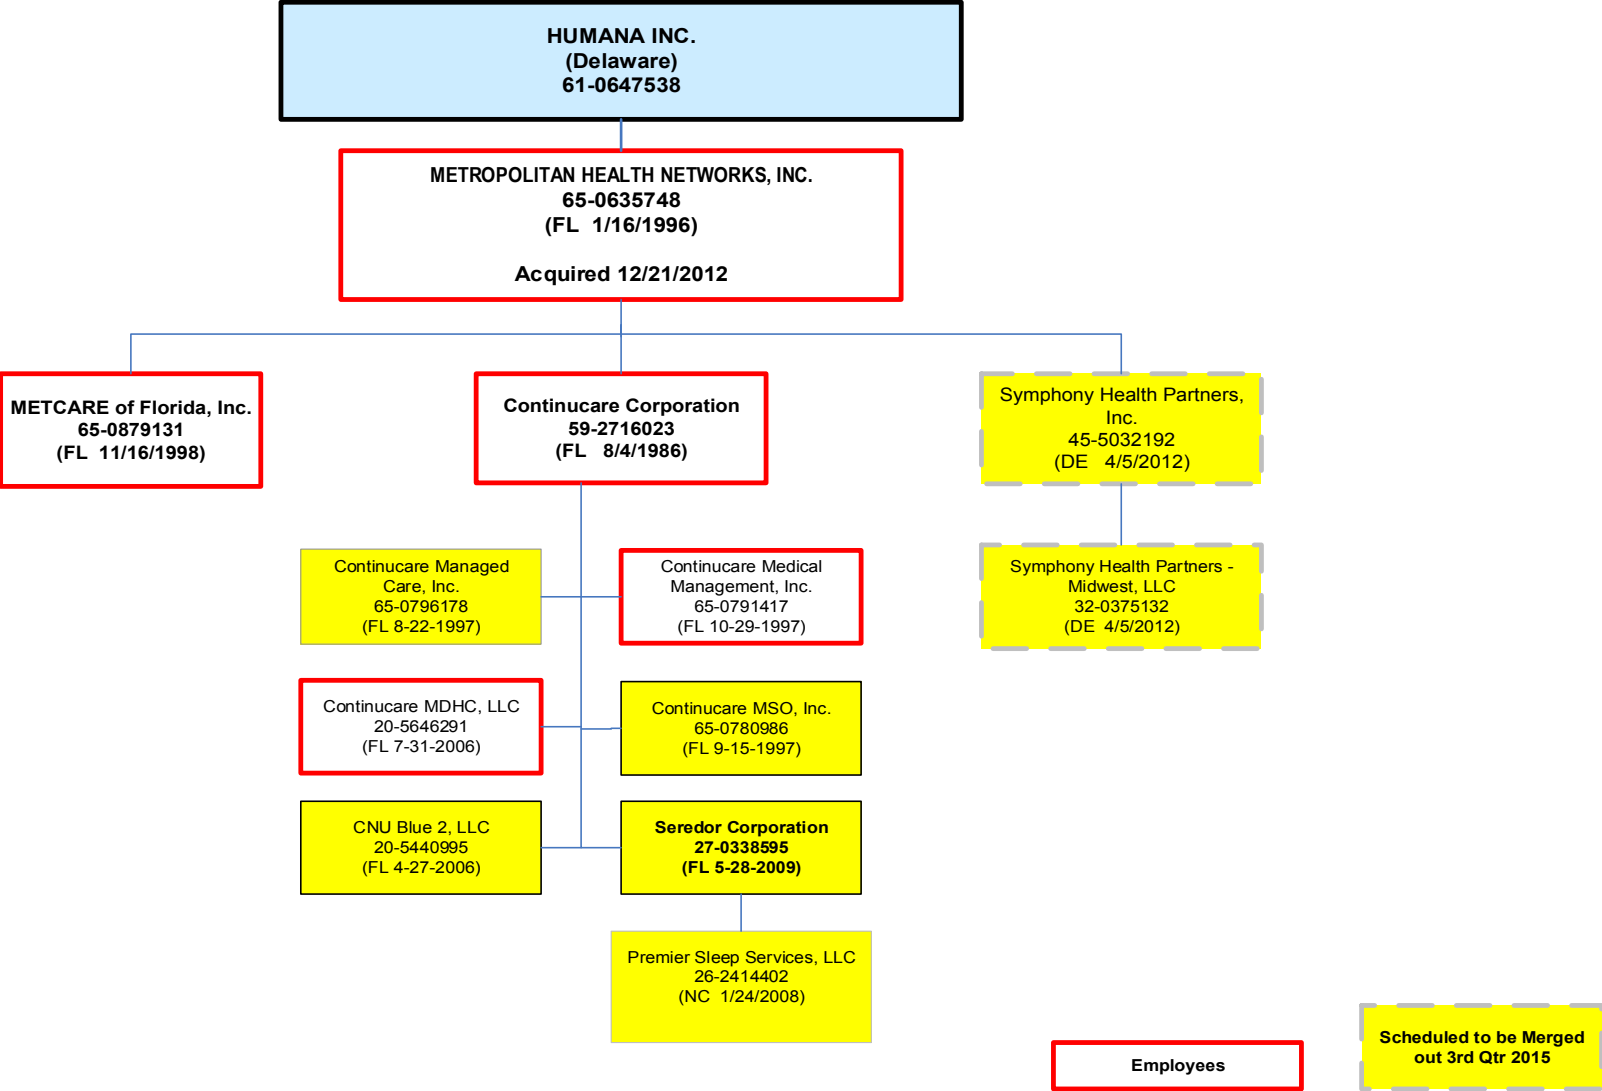 HUMANA INC.
(Delaware)
61-0647538
METROPOLITAN HEALTH NETWORKS, INC.
65-0635748
(FL 1/16/1996)
Acquired 12/21/2012
METCARE of Florida, Inc.
65-0879131
(FL 11/16/1998)
Continucare Corporation
59-2716023
(FL 8/4/1986)
Symphony Health Partners,
Inc.
45-5032192
(DE 4/5/2012)
Continucare Managed
Care, Inc.
65-0796178
(FL 8-22-1997)
Continucare Medical
Management, Inc.
65-0791417
(FL 10-29-1997)
Symphony Health Partners -
Midwest, LLC
32-0375132
(DE 4/5/2012)
Continucare MDHC, LLC
20-5646291
(FL 7-31-2006)
Continucare MSO, Inc.
65-0780986
(FL 9-15-1997)
CNU Blue 2, LLC
20-5440995
(FL 4-27-2006)
Seredor Corporation
27-0338595
(FL 5-28-2009)
Premier Sleep Services, LLC
26-2414402
(NC 1/24/2008)
Employees
Scheduled to be Merged
out 3rd Qtr 2015